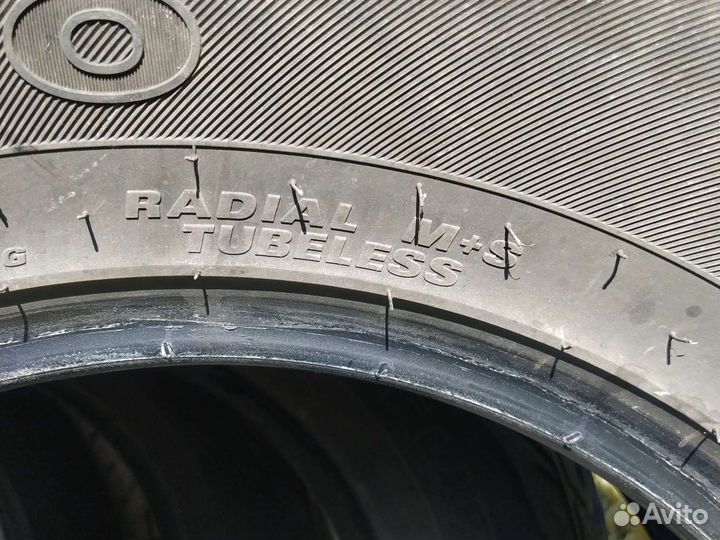 O
RADIAL M+S
TUBELESS
G
Avito